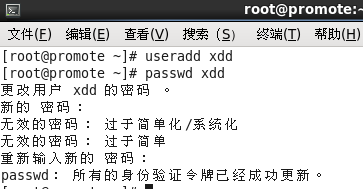 root@promote:~
文件(F) 编辑(E) 查看(V) 搜索 (S) 终端(T) 帮助(H)
[root@promote ~]# useradd xdd
[root@promote ~]# passwd xdd
更改用户 xdd 的密码 。
新的 密码：
无效的密码： 过于简单化/系统化
无效的密码： 过于简单
重新输入新的 密码：
passwd： 所有的身份验证令牌已经成功更新。
[root@promote ~]#